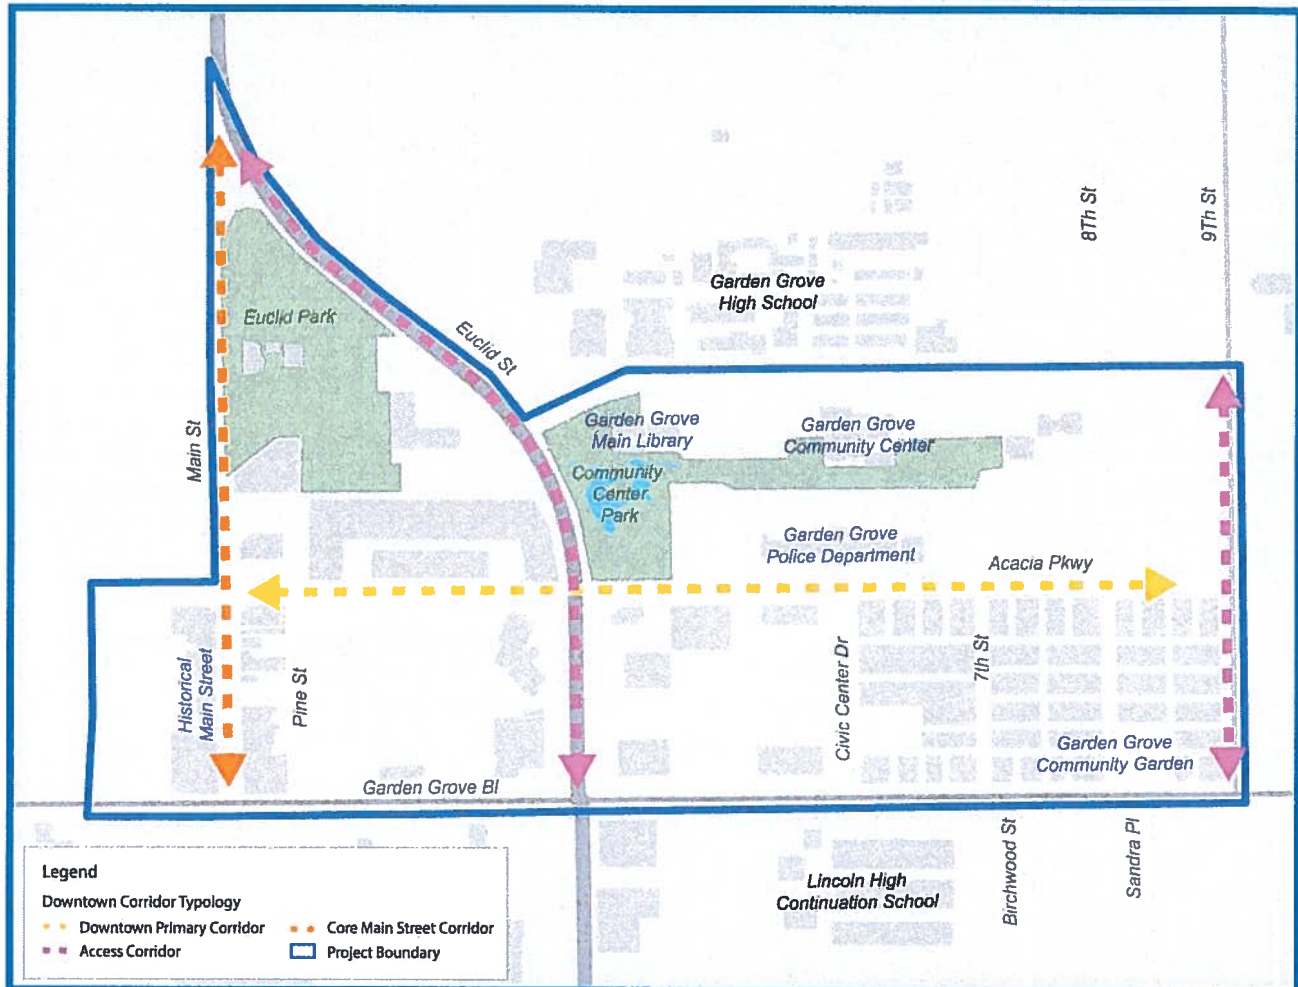 8Th St
9Th St
Garden Grove
High School
Euclid Park
Euclid St
Main St
Garden Grove
Main Library
Garden Grove
Community Center
Community
Center
Park
Garden Grove
Police Department
Acacia Pkwy
Historical
Main Street
Pine St
Civic Center Dr
7th St
Garden Grove
Community Garden
Garden Grove Bl
Lincoln High
Continuation School
Birchwood St
Sandra Pl
Legend
Downtown Corridor Typology
Downtown Primary Corridor
Core Main Street Corridor
Access Corridor
Project Boundary